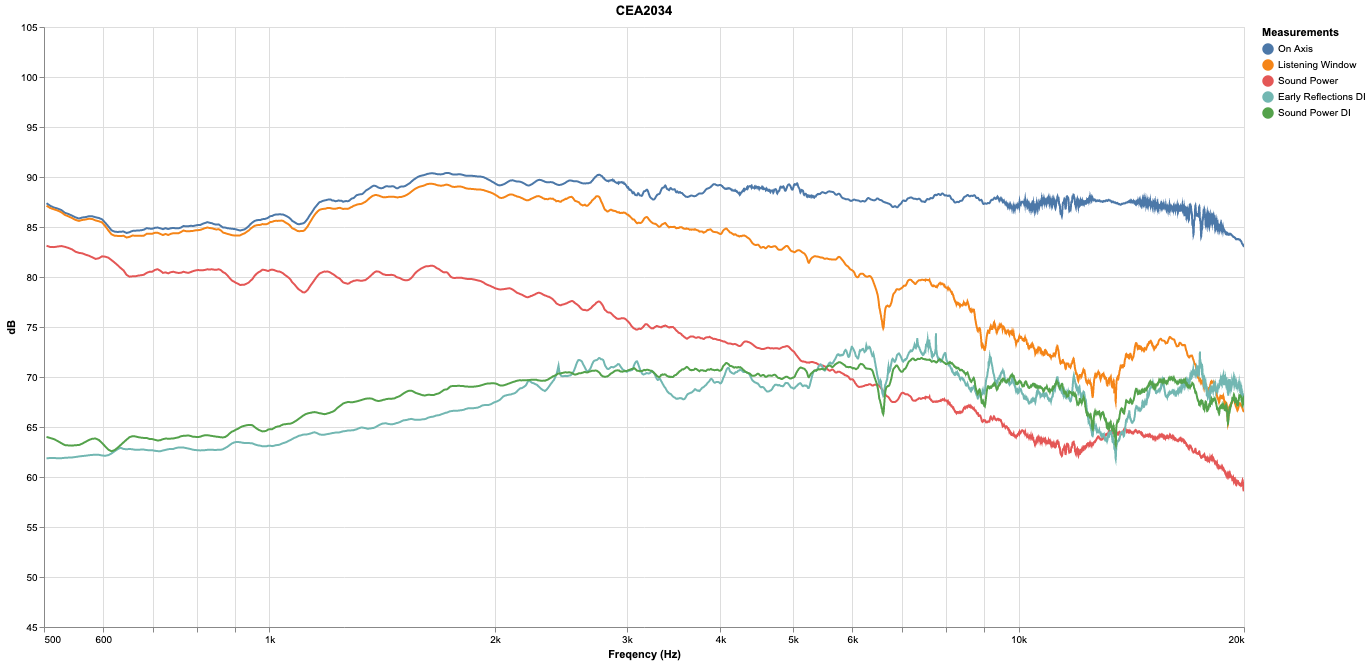 CEA2034
105
100
95
90
85
80
75
70
65
60
55
50
45
dB
500 600 1k 2k 3k 4k 5k 6k 10k 20k
Freqency (Hz)
Measurements
On Axis
Listening Window
Sound Power
Early Reflections DI
Sound Power DI